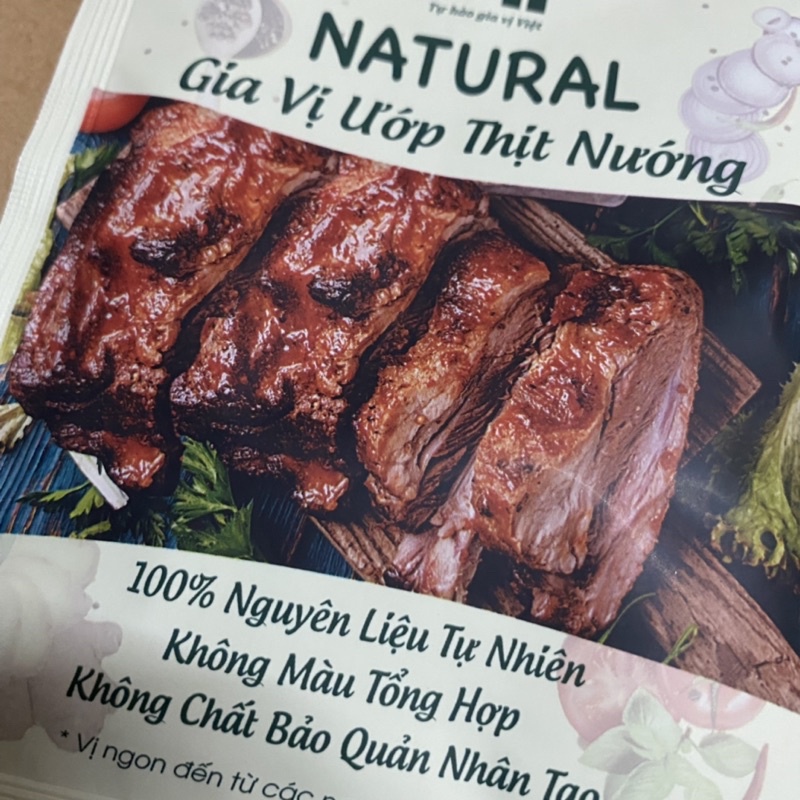 Tự hào gia vị Việt
NATURAL
Gia Vị Ướp Thịt Nướng
100% Nguyên Liệu Tự Nhiên
Không Màu Tổng Hợp
Không Chất Bảo Quản Nhân Tạo
* Vị ngon đến từ các